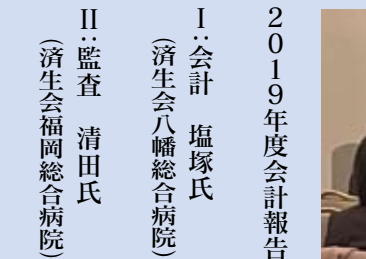 2019年度会計報告
Ⅰ：会計　塩塚氏
（済生会八幡総合病院）
Ⅱ：監査　清田氏
（済生会福岡総合病院）